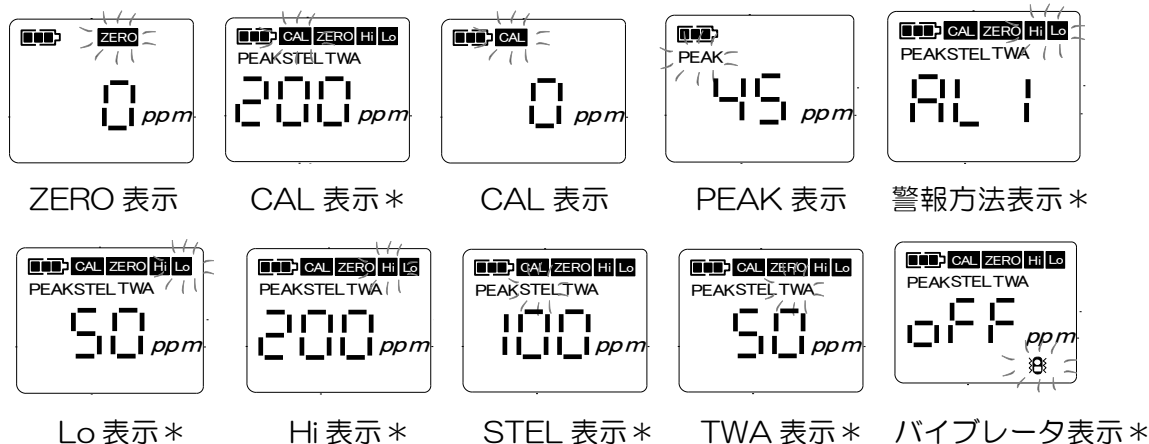 ZERO
0 ppm
ZERO 表示
CAL ZERO Hi Lo
PEAK STEL TWA
200 ppm
CAL 表示＊
CAL
0 ppm
CAL 表示
PEAK
45 ppm
PEAK 表示
CAL ZERO Hi Lo
PEAK STEL TWA
AL 1
警報方法表示＊
CAL ZERO Hi Lo
PEAK STEL TWA
50 ppm
Lo 表示＊
CAL ZERO Hi Lo
PEAK STEL TWA
200 ppm
Hi 表示＊
CAL ZERO Hi Lo
PEAK STEL TWA
100 ppm
STEL 表示＊
CAL ZERO Hi Lo
PEAK STEL TWA
50 ppm
TWA 表示＊
CAL ZERO Hi Lo
PEAK STEL TWA
oFF ppm
バイブレータ表示＊